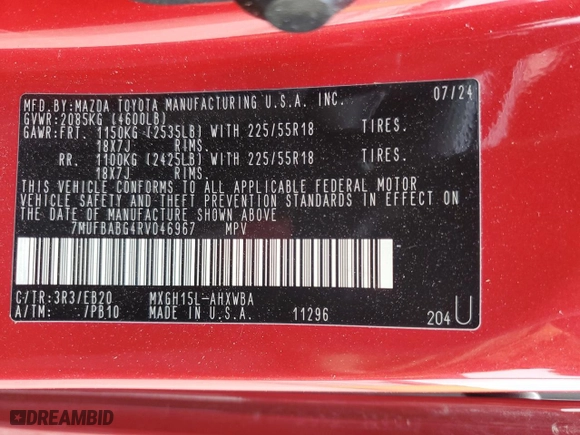 MFD.BY:MAZDA TOYOTA MANUFACTURING U.S.A. INC. 07/24
GVWR:2085KG (4600LB)
GAWR:FRT. 1150KG (2535LB) WITH 225/55R18 TIRES.
18X7J RIMS.
RR. 1100KG (2425LB) WITH 225/55R18 TIRES.
18X7J RIMS.
THIS VEHICLE CONFORMS TO ALL APPLICABLE FEDERAL MOTOR
VEHICLE SAFETY AND THEFT PREVENTION STANDARDS IN EFFECT
ON THE DATE OF MANUFACTURE SHOWN ABOVE.
7MUFBABG4RV046967 MPV
C/TR:3R3/EB20 MXGH15L-AHXWBA
A/TM: /PB10 MADE IN U.S.A. 11296 204U
DREAMBID